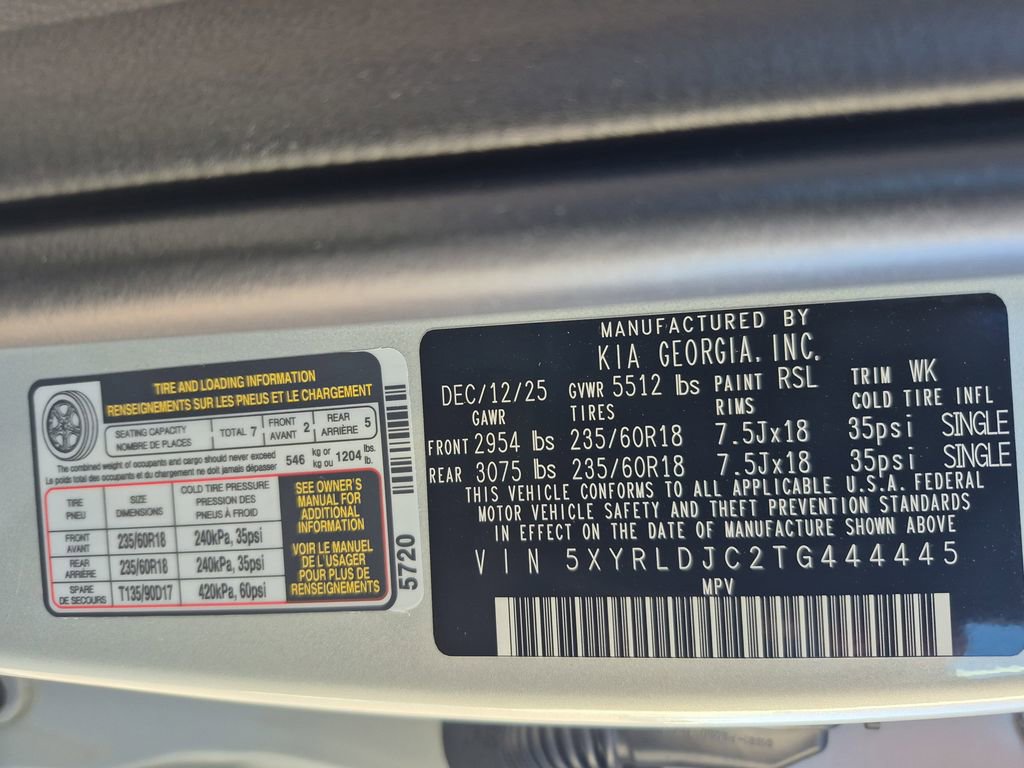 TIRE AND LOADING INFORMATION
RENSEIGNEMENTS SUR LES PNEUS ET LE CHARGEMENT
SEATING CAPACITY
NOMBRE DE PLACES
TOTAL 7
FRONT
AVANT 2
REAR
ARRIÈRE 5
The combined weight of occupants and cargo should never exceed
Le poids total des occupants et du chargement ne doit jamais dépasser
546 kg or 1204 lbs.
kg ou lb.
TIRE
PNEU
SIZE
DIMENSIONS
COLD TIRE PRESSURE
PRESSION DES
PNEUS À FROID
FRONT
AVANT
235/60R18
240kPa, 35psi
REAR
ARRIÈRE
235/60R18
240kPa, 35psi
SPARE
DE SECOURS
T135/90D17
420kPa, 60psi
SEE OWNER'S
MANUAL FOR
ADDITIONAL
INFORMATION
VOIR LE MANUEL
DE L'USAGER
POUR PLUS DE
RENSEIGNEMENTS
5720
MANUFACTURED BY
KIA GEORGIA, INC.
DEC/12/25 GVWR 5512 lbs PAINT RSL TRIM WK
GAWR TIRES RIMS COLD TIRE INFL
FRONT 2954 lbs 235/60R18 7.5Jx18 35psi SINGLE
REAR 3075 lbs 235/60R18 7.5Jx18 35psi SINGLE
THIS VEHICLE CONFORMS TO ALL APPLICABLE U.S.A. FEDERAL
MOTOR VEHICLE SAFETY AND THEFT PREVENTION STANDARDS
IN EFFECT ON THE DATE OF MANUFACTURE SHOWN ABOVE
VIN 5XYRLDJC2TG444445
MPV